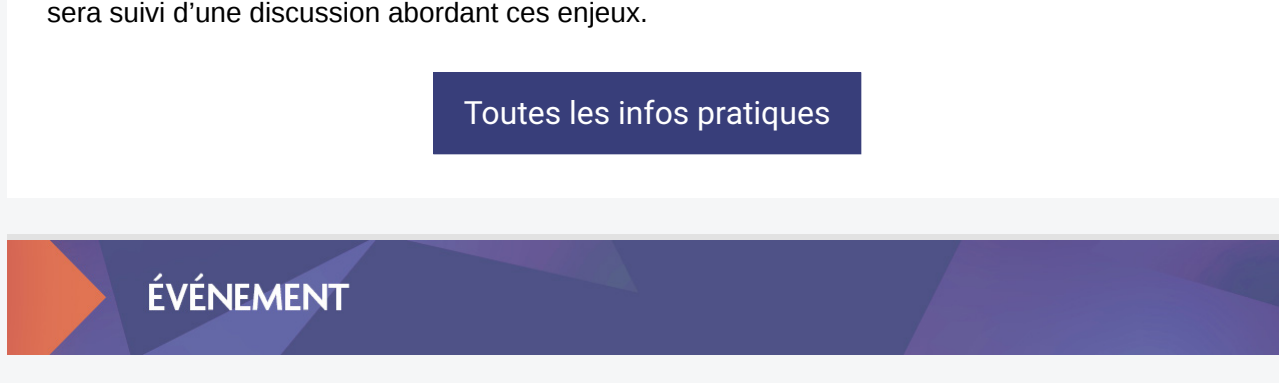 sera suivi d’une discussion abordant ces enjeux.
Toutes les infos pratiques
ÉVÉNEMENT